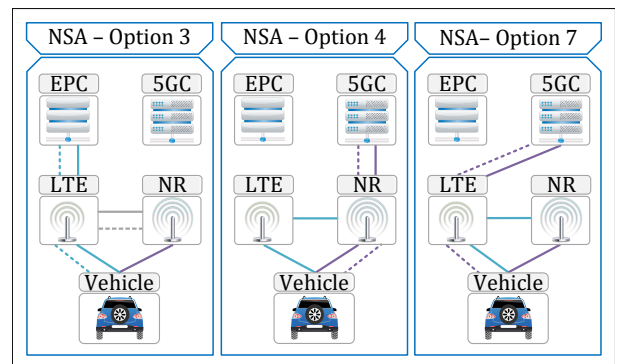 NSA – Option 3
EPC 5GC
LTE NR
Vehicle
NSA – Option 4
EPC 5GC
LTE NR
Vehicle
NSA– Option 7
EPC 5GC
LTE NR
Vehicle